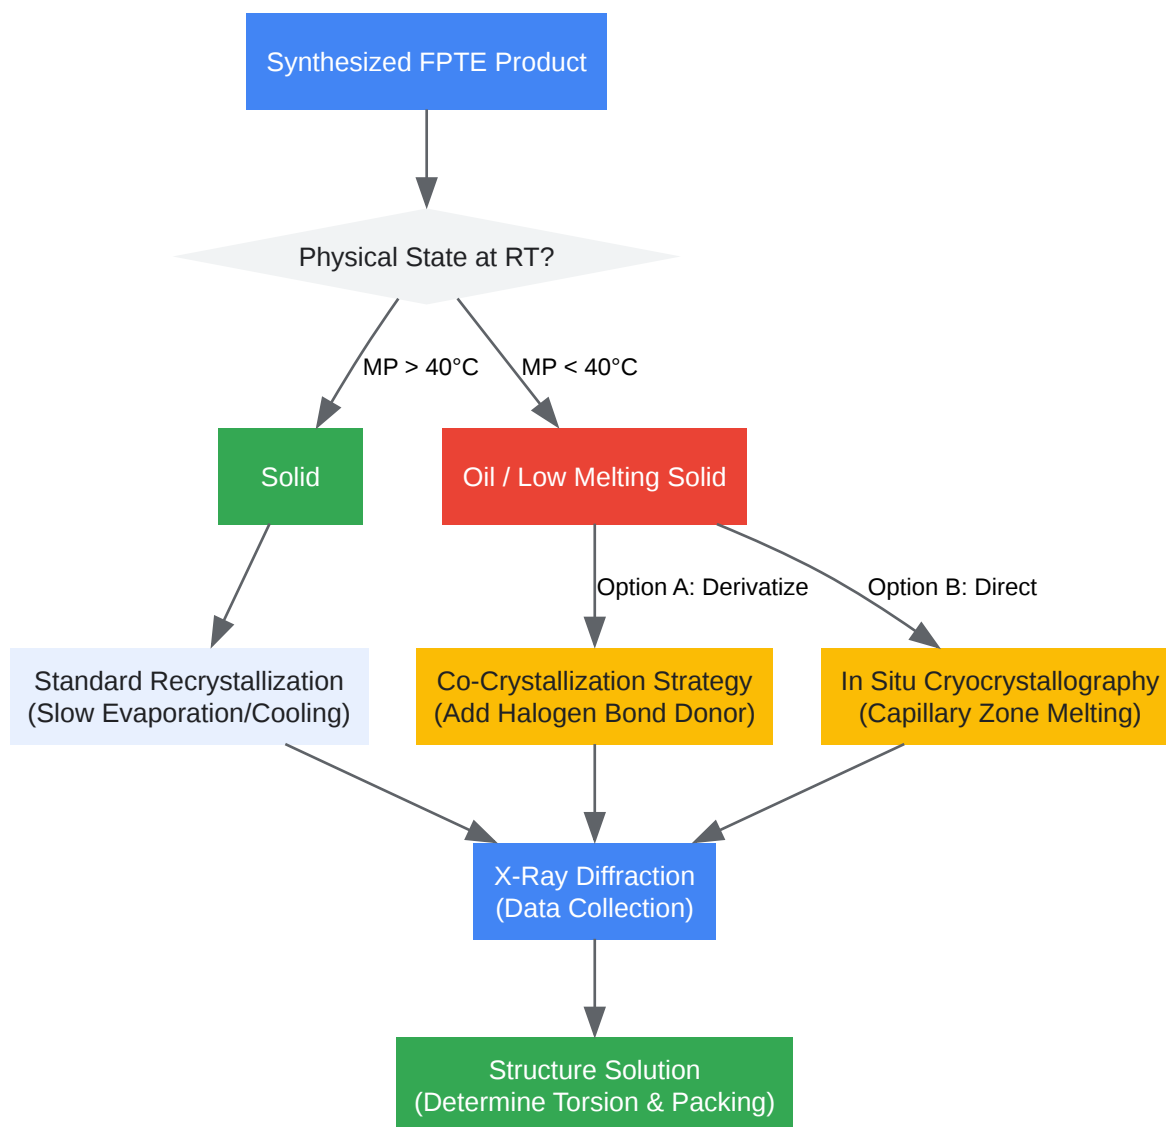 Synthesized FPTE Product
Physical State at RT?
MP > 40°C
MP < 40°C
Solid
Oil / Low Melting Solid
Option A: Derivatize
Option B: Direct
Standard Recrystallization
(Slow Evaporation/Cooling)
Co-Crystallization Strategy
(Add Halogen Bond Donor)
In Situ Cryocrystallography
(Capillary Zone Melting)
X-Ray Diffraction
(Data Collection)
Structure Solution
(Determine Torsion & Packing)